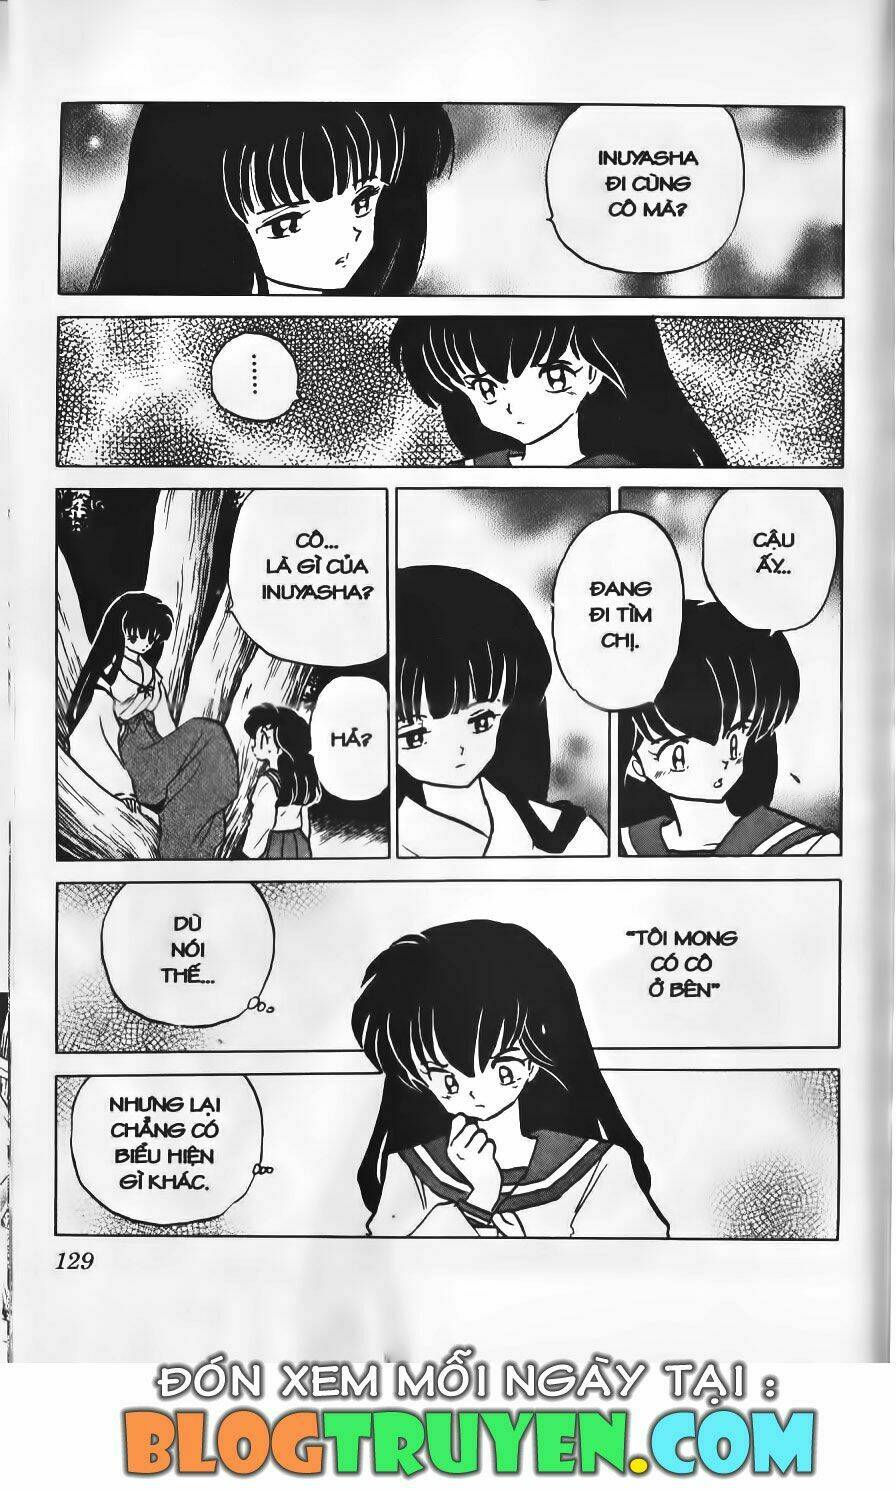 INUYASHA
ĐI CÙNG
CÔ MÀ?
......
CẬU
ẤY...
ĐANG
ĐI TÌM
CHỊ.
CÔ...
LÀ GÌ CỦA
INUYASHA?
HẢ?
"TÔI MONG
CÓ CÔ
Ở BÊN"
DÙ
NÓI
THẾ...
NHƯNG LẠI
CHẲNG CÓ
BIỂU HIỆN
GÌ KHÁC.
129
ĐÓN XEM MỖI NGÀY TẠI :
BLOGTRUYEN.COM